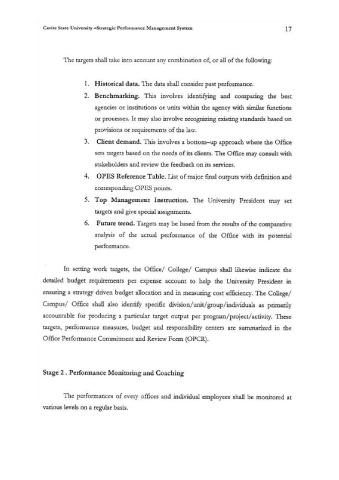 Cavite State University -Strategic Performance Management System 17
The targets shall take into account any combination of, or all of the following:
1. Historical data. The data shall consider past performance.
2. Benchmarking. This involves identifying and comparing the best
agencies or institutions or units within the agency with similar functions
or processes. It may also involve recognizing existing standards based on
provisions or requirements of the law.
3. Client demand. This involves a bottom-up approach where the Office
sets targets based on the needs of its clients. The Office may consult with
stakeholders and review the feedback on its services.
4. OPES Reference Table. List of major final outputs with definition and
corresponding OPES points.
5. Top Management Instruction. The University President may set
targets and give special assignments.
6. Future trend. Targets may be based from the results of the comparative
analysis of the actual performance of the Office with its potential
performance.
In setting work targets, the Office/ College/ Campus shall likewise indicate the
detailed budget requirements per expense account to help the University President in
ensuring a strategy driven budget allocation and in measuring cost efficiency. The College/
Campus/ Office shall also identify specific division/unit/group/individuals as primarily
accountable for producing a particular target output per program/project/activity. These
targets, performance measures, budget and responsibility centers are summarized in the
Office Performance Commitment and Review Form (OPCR).
Stage 2 . Performance Monitoring and Coaching
The performances of every offices and individual employees shall be monitored at
various levels on a regular basis.